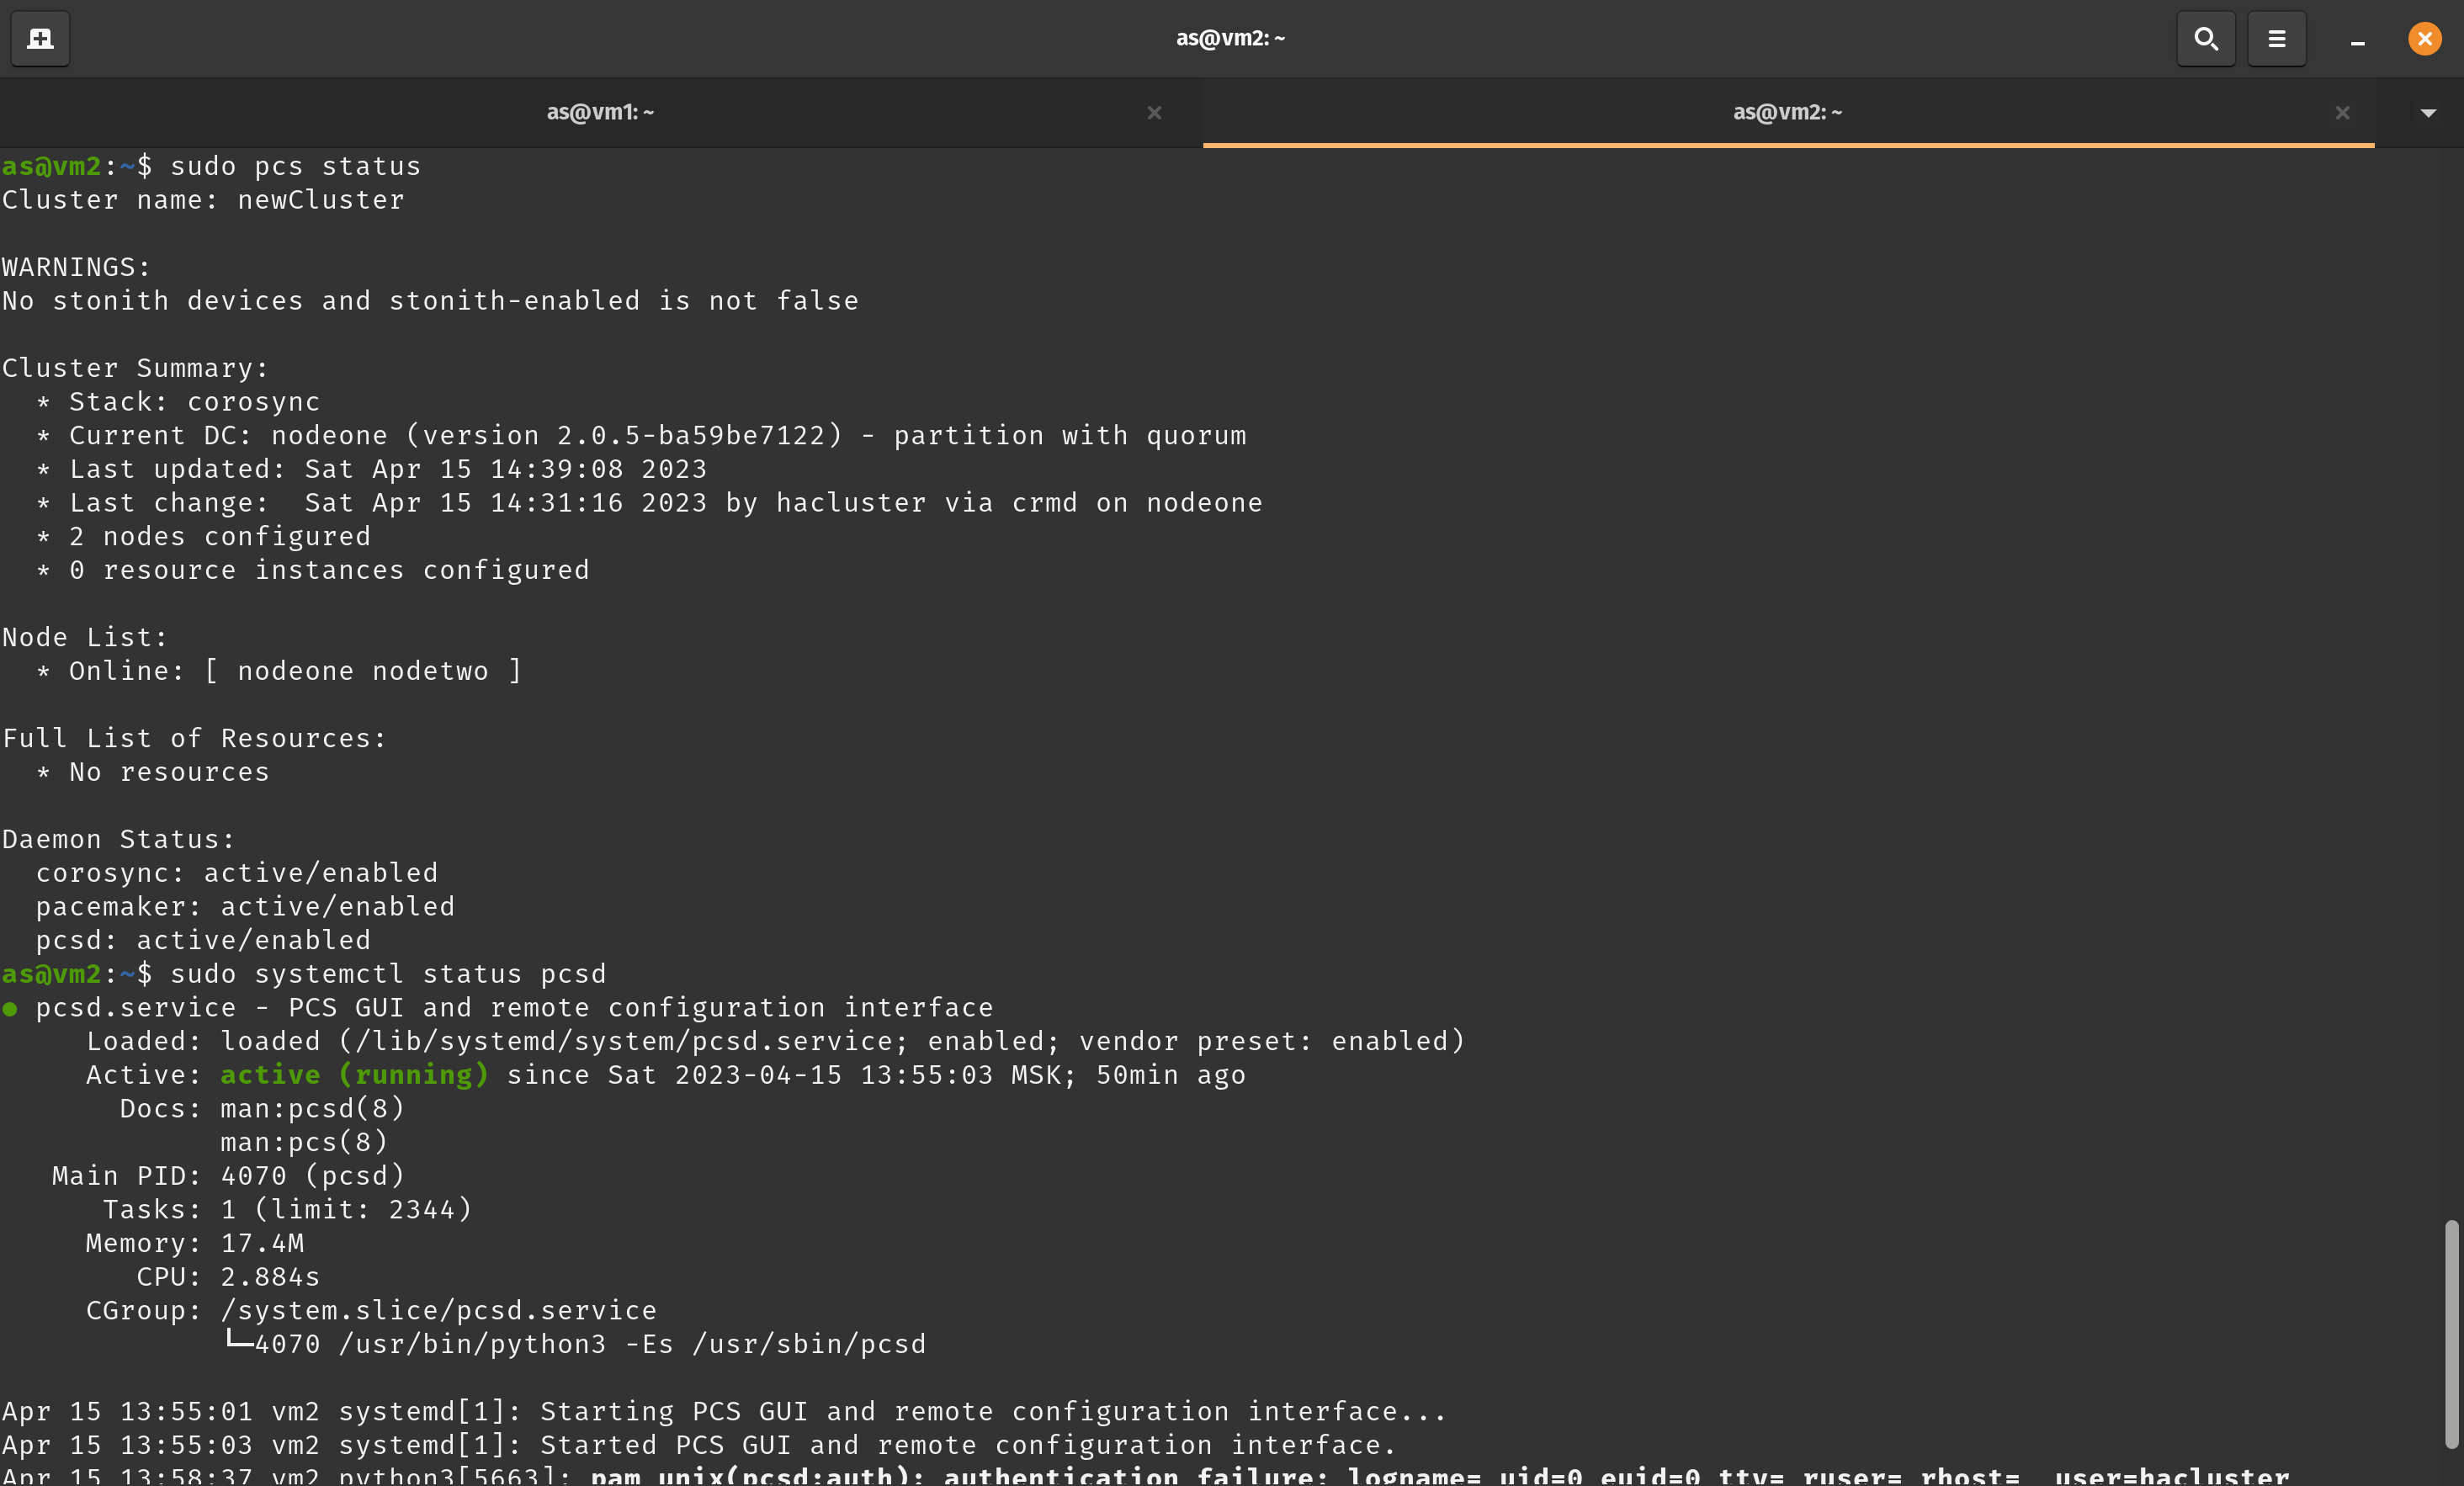 as@vm2: ~
as@vm1: ~
as@vm2: ~
as@vm2:~$ sudo pcs status
Cluster name: newCluster
WARNINGS:
No stonith devices and stonith-enabled is not false
Cluster Summary:
  * Stack: corosync
  * Current DC: nodeone (version 2.0.5-ba59be7122) - partition with quorum
  * Last updated: Sat Apr 15 14:39:08 2023
  * Last change:  Sat Apr 15 14:31:16 2023 by hacluster via crmd on nodeone
  * 2 nodes configured
  * 0 resource instances configured
Node List:
  * Online: [ nodeone nodetwo ]
Full List of Resources:
  * No resources
Daemon Status:
  corosync: active/enabled
  pacemaker: active/enabled
  pcsd: active/enabled
as@vm2:~$ sudo systemctl status pcsd
● pcsd.service - PCS GUI and remote configuration interface
     Loaded: loaded (/lib/systemd/system/pcsd.service; enabled; vendor preset: enabled)
     Active: active (running) since Sat 2023-04-15 13:55:03 MSK; 50min ago
       Docs: man:pcsd(8)
             man:pcs(8)
   Main PID: 4070 (pcsd)
      Tasks: 1 (limit: 2344)
     Memory: 17.4M
        CPU: 2.884s
     CGroup: /system.slice/pcsd.service
             └─4070 /usr/bin/python3 -Es /usr/sbin/pcsd
Apr 15 13:55:01 vm2 systemd[1]: Starting PCS GUI and remote configuration interface...
Apr 15 13:55:03 vm2 systemd[1]: Started PCS GUI and remote configuration interface.
Apr 15 13:58:37 vm2 python3[5663]: pam_unix(pcsd:auth): authentication failure; logname= uid=0 euid=0 tty= ruser= rhost=  user=hacluster